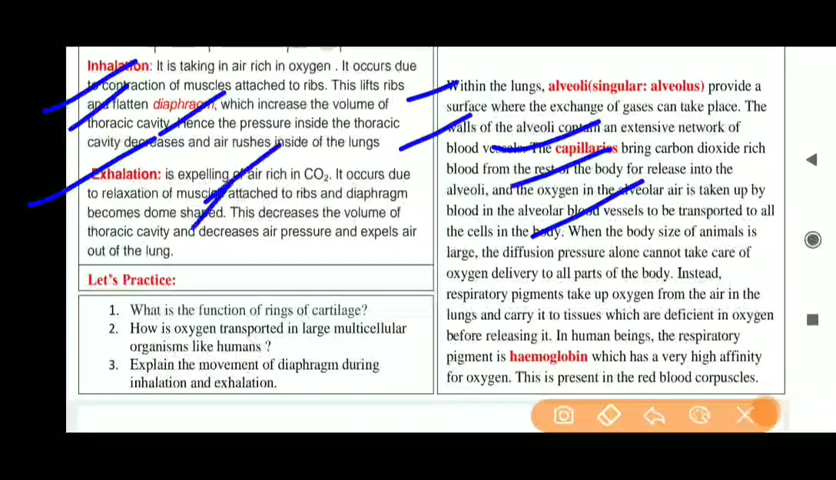 Inhalation: It is taking in air rich in oxygen . It occurs due
to contraction of muscles attached to ribs. This lifts ribs
and flatten diaphragm, which increase the volume of
thoracic cavity. Hence the pressure inside the thoracic
cavity decreases and air rushes inside of the lungs
Exhalation: is expelling of air rich in CO₂. It occurs due
to relaxation of muscles attached to ribs and diaphragm
becomes dome shaped. This decreases the volume of
thoracic cavity and decreases air pressure and expels air
out of the lung.
Let's Practice:
1. What is the function of rings of cartilage?
2. How is oxygen transported in large multicellular
organisms like humans ?
3. Explain the movement of diaphragm during
inhalation and exhalation.
Within the lungs, alveoli(singular: alveolus) provide a
surface where the exchange of gases can take place. The
walls of the alveoli contain an extensive network of
blood vessels. The capillaries bring carbon dioxide rich
blood from the rest of the body for release into the
alveoli, and the oxygen in the alveolar air is taken up by
blood in the alveolar blood vessels to be transported to all
the cells in the body. When the body size of animals is
large, the diffusion pressure alone cannot take care of
oxygen delivery to all parts of the body. Instead,
respiratory pigments take up oxygen from the air in the
lungs and carry it to tissues which are deficient in oxygen
before releasing it. In human beings, the respiratory
pigment is haemoglobin which has a very high affinity
for oxygen. This is present in the red blood corpuscles.